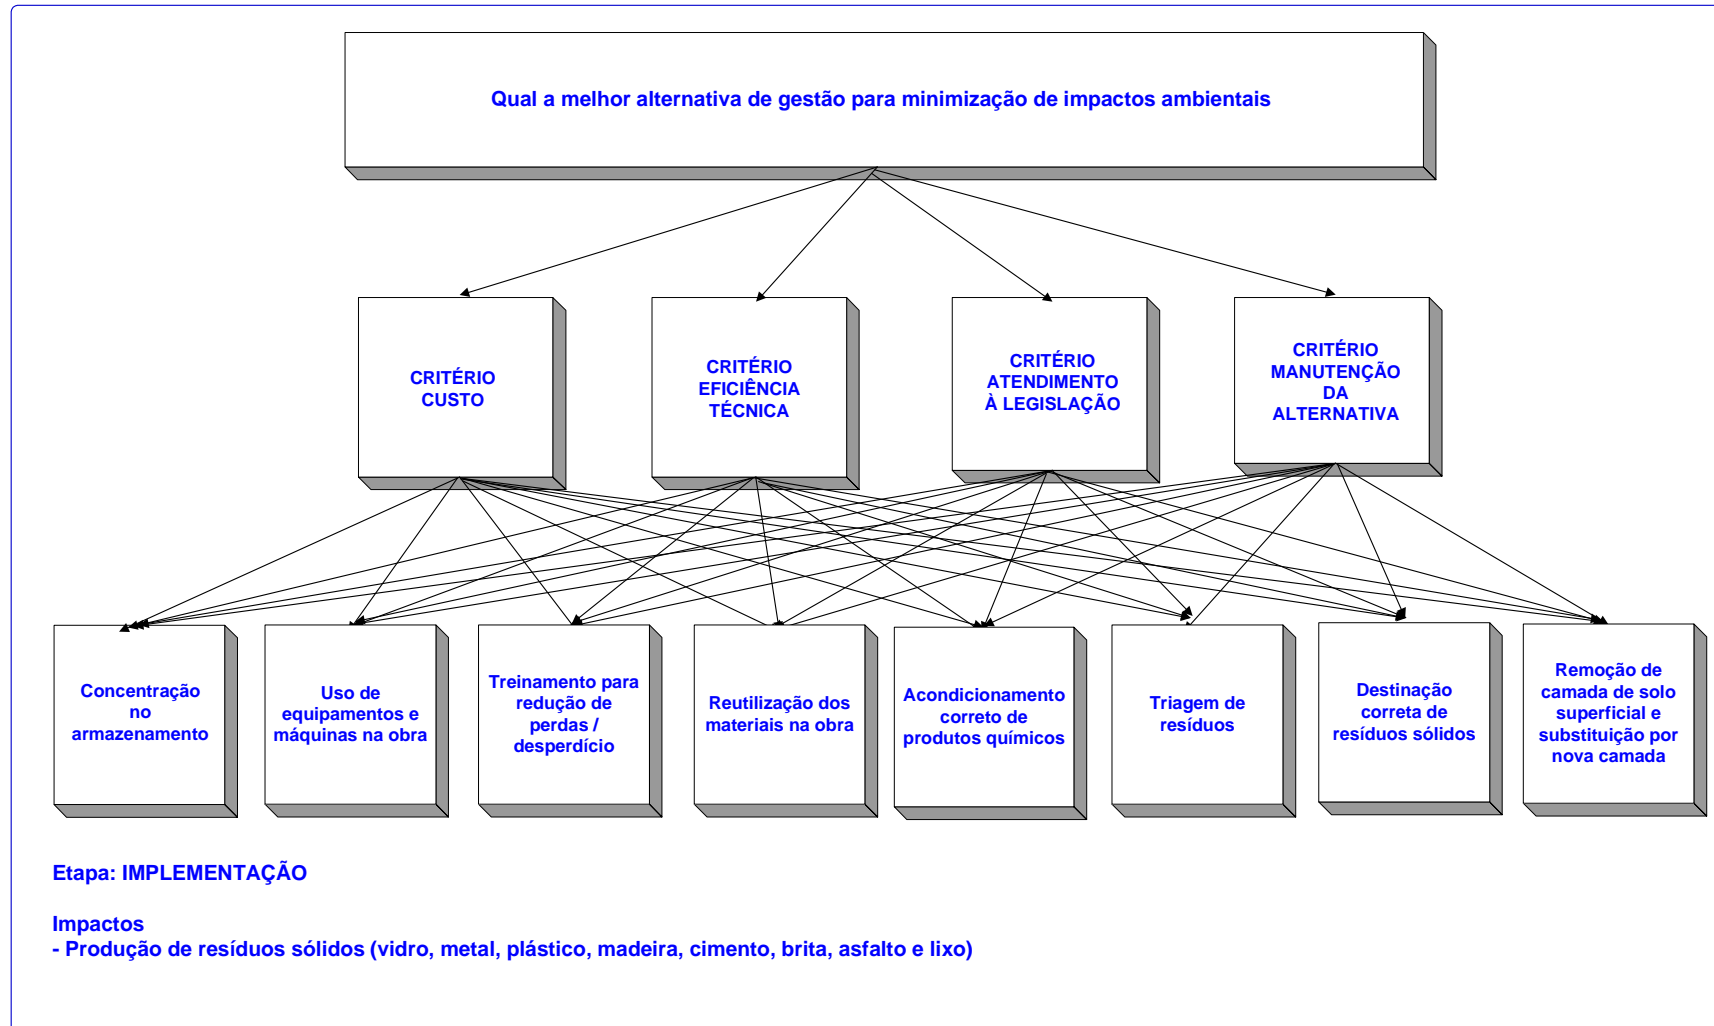 Qual a melhor alternativa de gestão para minimização de impactos ambientais
CRITÉRIO
CUSTO
CRITÉRIO
EFICIÊNCIA
TÉCNICA
CRITÉRIO
ATENDIMENTO
À LEGISLAÇÃO
CRITÉRIO
MANUTENÇÃO
DA
ALTERNATIVA
Concentração
no
armazenamento
Uso de
equipamentos e
máquinas na obra
Treinamento para
redução de
perdas /
desperdício
Reutilização dos
materiais na obra
Acondicionamento
correto de
produtos químicos
Triagem de
resíduos
Destinação
correta de
resíduos sólidos
Remoção de
camada de solo
superficial e
substituição por
nova camada
Etapa: IMPLEMENTAÇÃO
Impactos
- Produção de resíduos sólidos (vidro, metal, plástico, madeira, cimento, brita, asfalto e lixo)